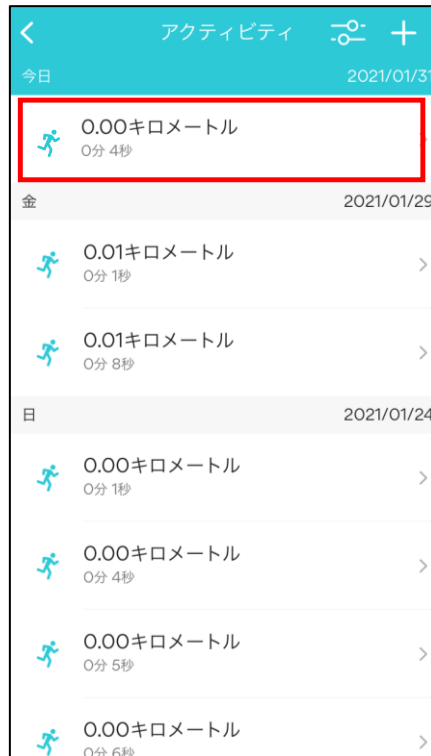 アクティビティ
今日 2021/01/31
0.00キロメートル
0分 4秒
金 2021/01/29
0.01キロメートル
0分 1秒
0.01キロメートル
0分 8秒
日 2021/01/24
0.00キロメートル
0分 1秒
0.00キロメートル
0分 4秒
0.00キロメートル
0分 5秒
0.00キロメートル
0分 6秒